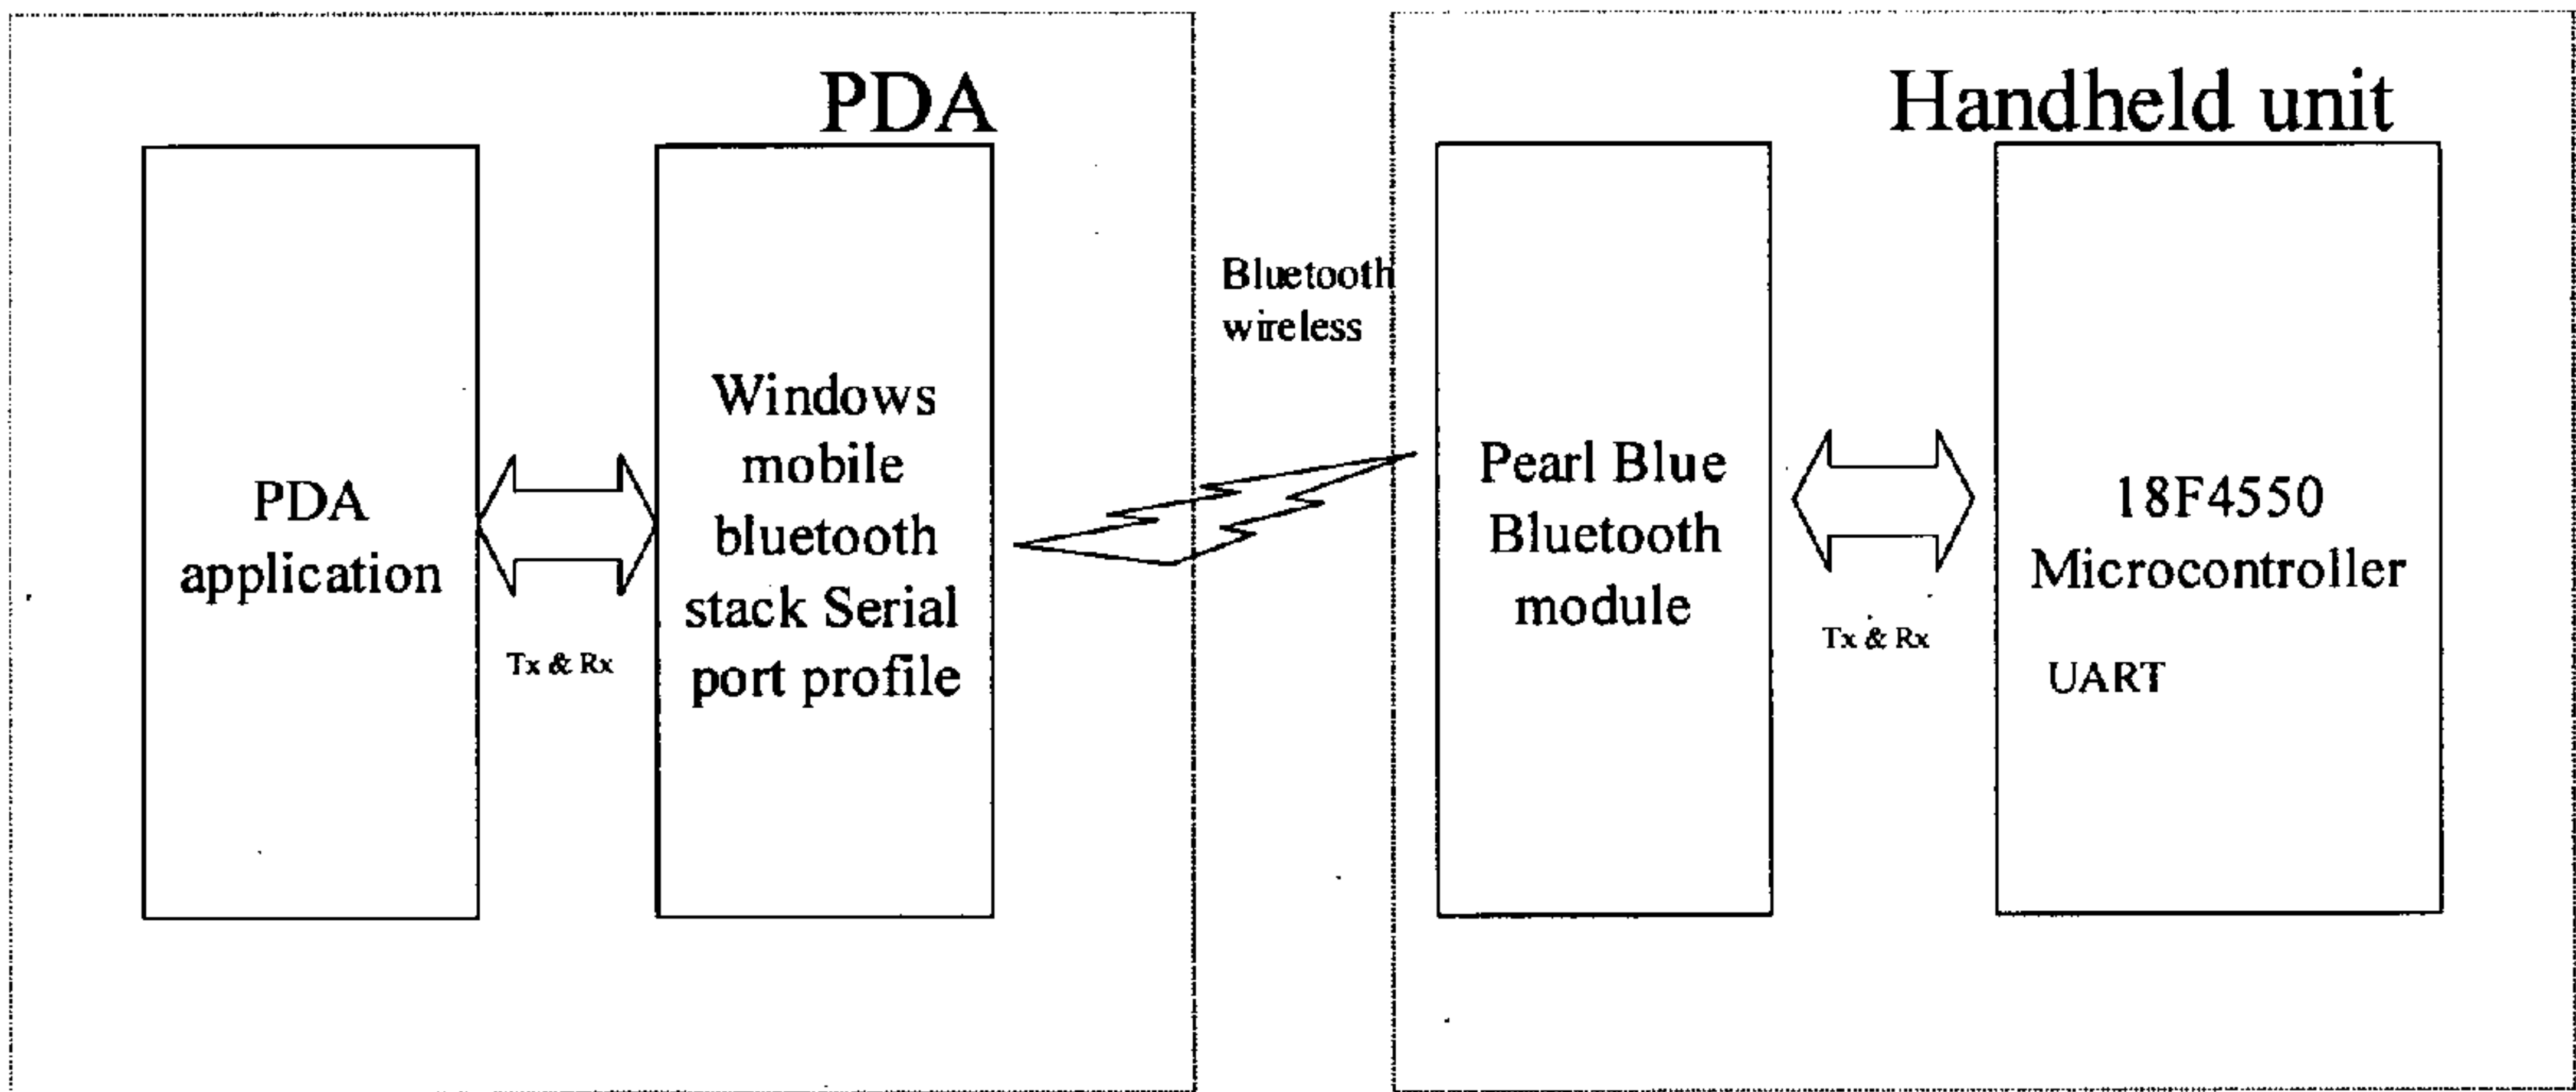 PDA
PDA
application
Tx & Rx
Windows
mobile
bluetooth
stack Serial
port profile
Bluetooth
wireless
Handheld unit
Pearl Blue
Bluetooth
module
Tx & Rx
18F4550
Microcontroller
UART